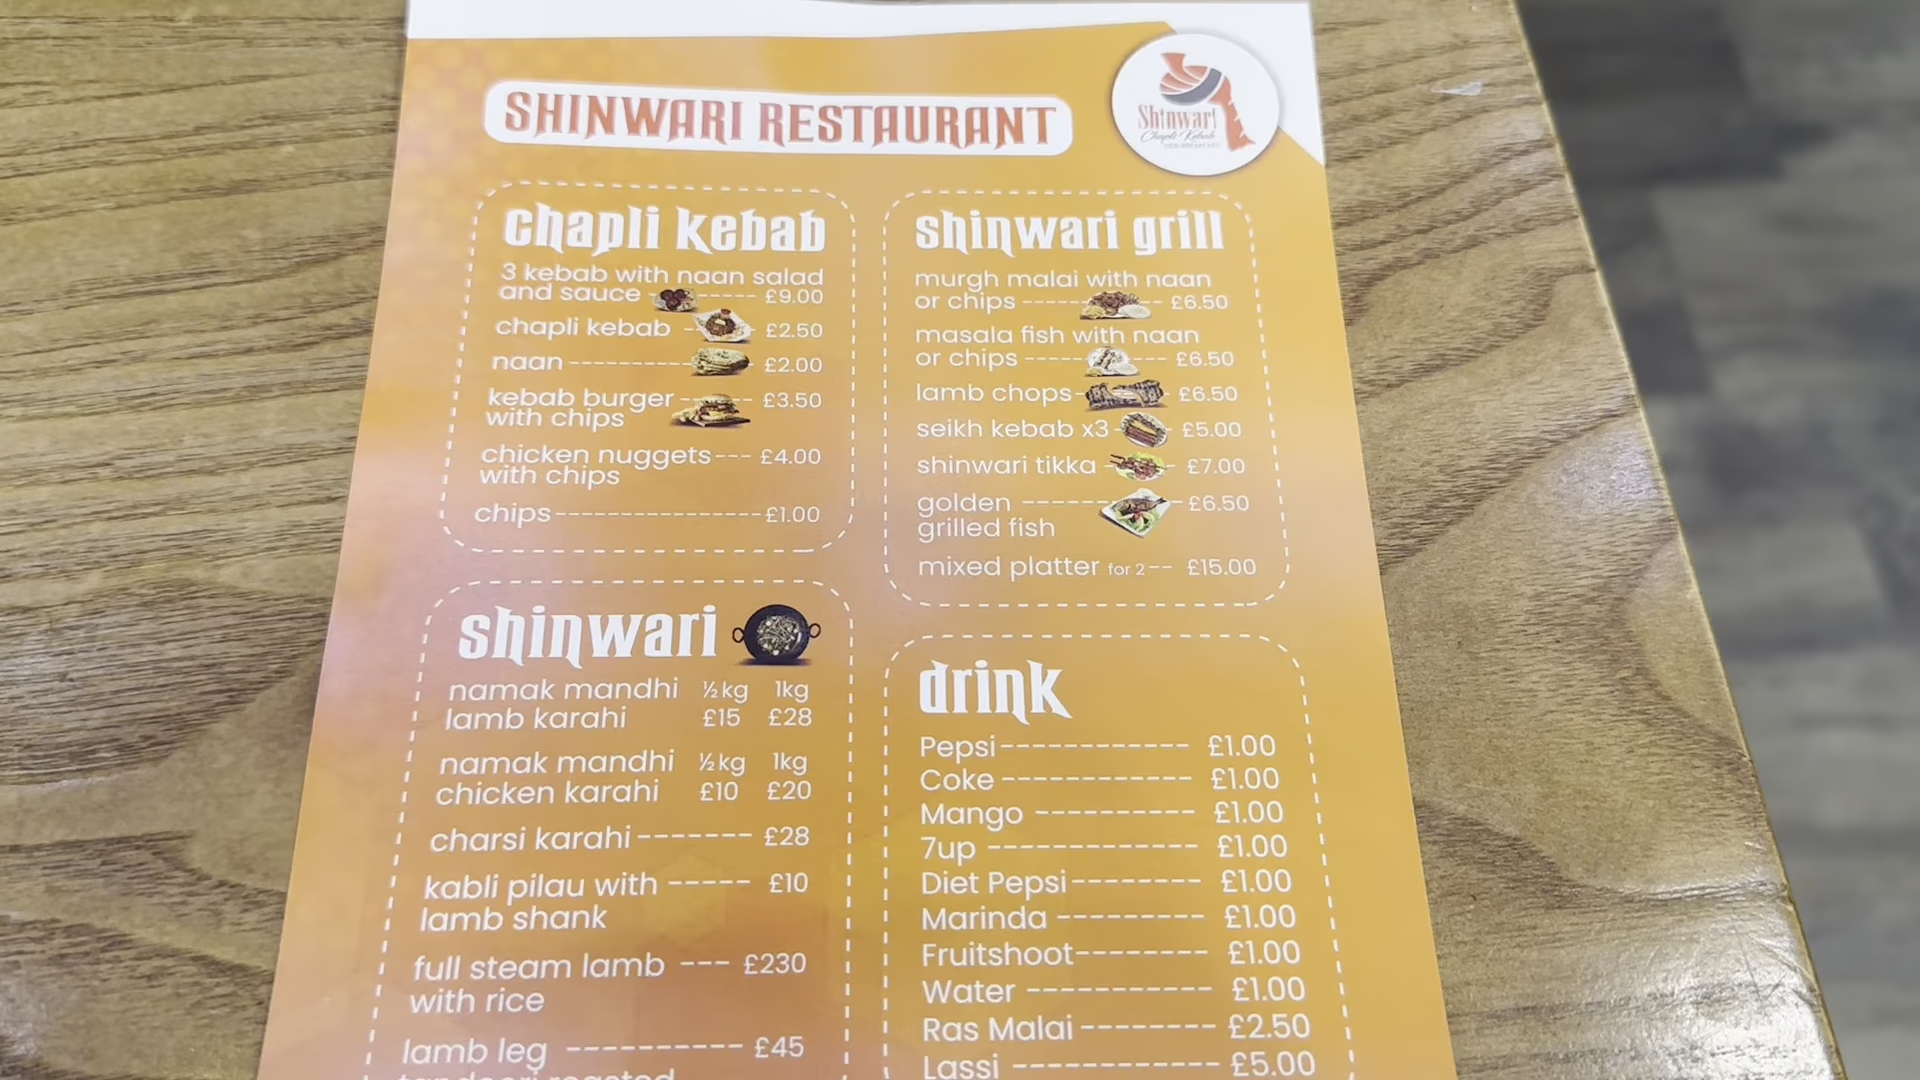 SHINWARI RESTAURANT
Shinwari
Chapli Kebab
chapli kebab
3 kebab with naan salad
and sauce ----- £9.00
chapli kebab - £2.50
naan ---------- £2.00
kebab burger ---- £3.50
with chips
chicken nuggets --- £4.00
with chips
chips ----------------- £1.00
shinwari grill
murgh malai with naan
or chips ------ -- £6.50
masala fish with naan
or chips ----- --- £6.50
lamb chops - £6.50
seikh kebab x3 - £5.00
shinwari tikka - £7.00
golden -------- £6.50
grilled fish
mixed platter for 2 -- £15.00
shinwari
namak mandhi ½kg 1kg
lamb karahi £15 £28
namak mandhi ½kg 1kg
chicken karahi £10 £20
charsi karahi ------- £28
kabli pilau with ----- £10
lamb shank
full steam lamb --- £230
with rice
lamb leg ---------- £45
tandoori roasted
drink
Pepsi ------------ £1.00
Coke ------------ £1.00
Mango ---------- £1.00
7up ------------- £1.00
Diet Pepsi -------- £1.00
Marinda --------- £1.00
Fruitshoot -------- £1.00
Water ----------- £1.00
Ras Malai -------- £2.50
Lassi ------------- £5.00